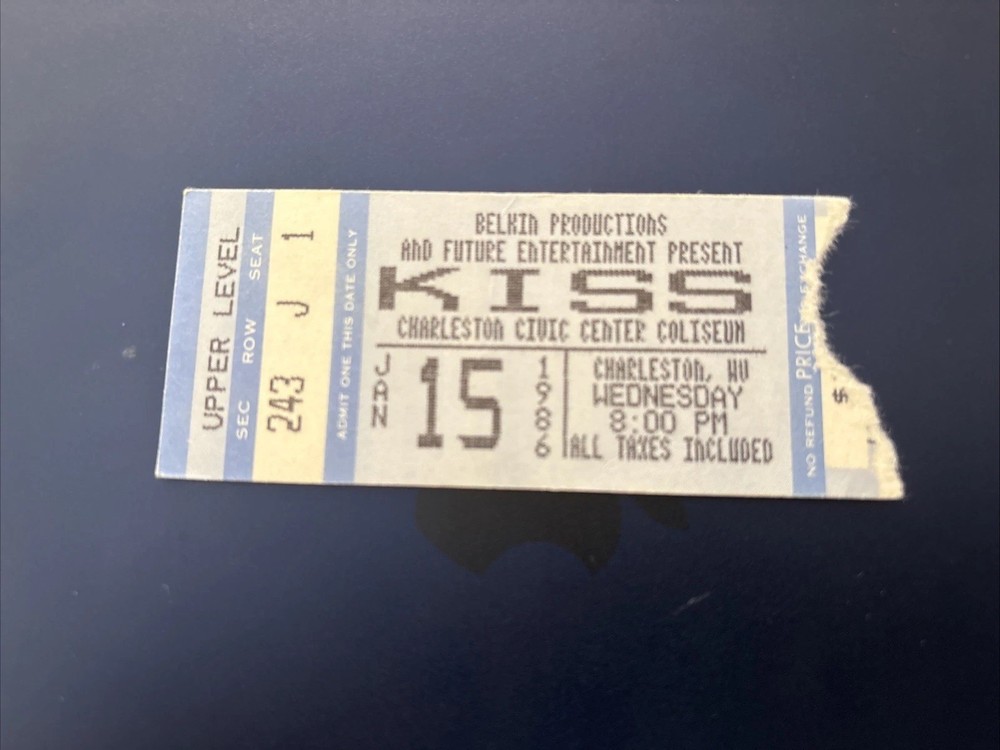 UPPER LEVEL
SEC ROW SEAT
243 J 1
ADMIT ONE THIS DATE ONLY
BELKIN PRODUCTIONS
AND FUTURE ENTERTAINMENT PRESENT
KISS
CHARLESTON CIVIC CENTER COLISEUM
JAN
15
1986
CHARLESTON, WV
WEDNESDAY
8:00 PM
ALL TAXES INCLUDED
NO REFUND PRICE EXCHANGE
$